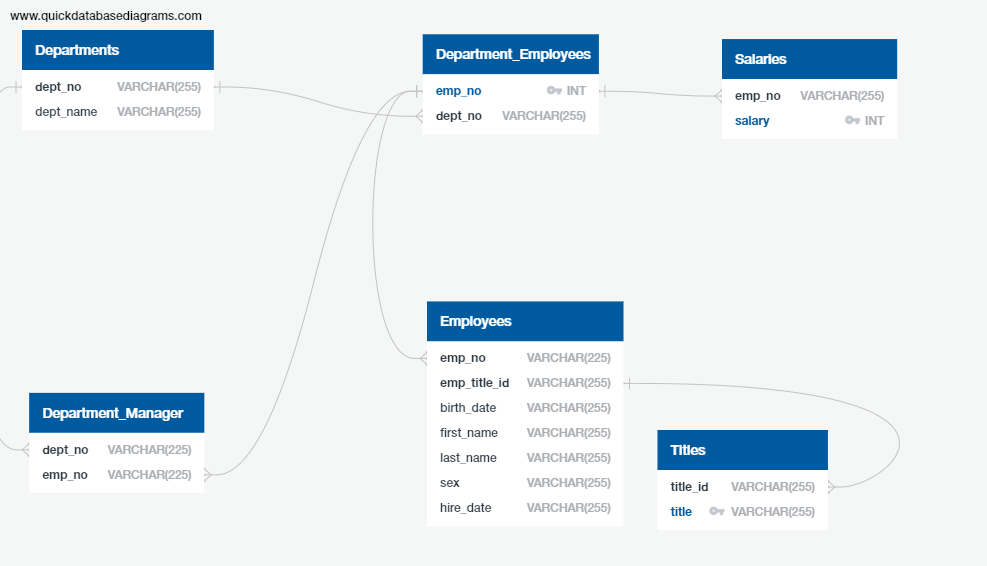 www.quickdatabasediagrams.com
Departments
dept_no VARCHAR(255)
dept_name VARCHAR(255)
Department_Employees
emp_no INT
dept_no VARCHAR(255)
Salaries
emp_no VARCHAR(255)
salary INT
Employees
emp_no VARCHAR(225)
emp_title_id VARCHAR(255)
birth_date VARCHAR(255)
first_name VARCHAR(255)
last_name VARCHAR(255)
sex VARCHAR(255)
hire_date VARCHAR(255)
Department_Manager
dept_no VARCHAR(225)
emp_no VARCHAR(225)
Titles
title_id VARCHAR(255)
title VARCHAR(255)